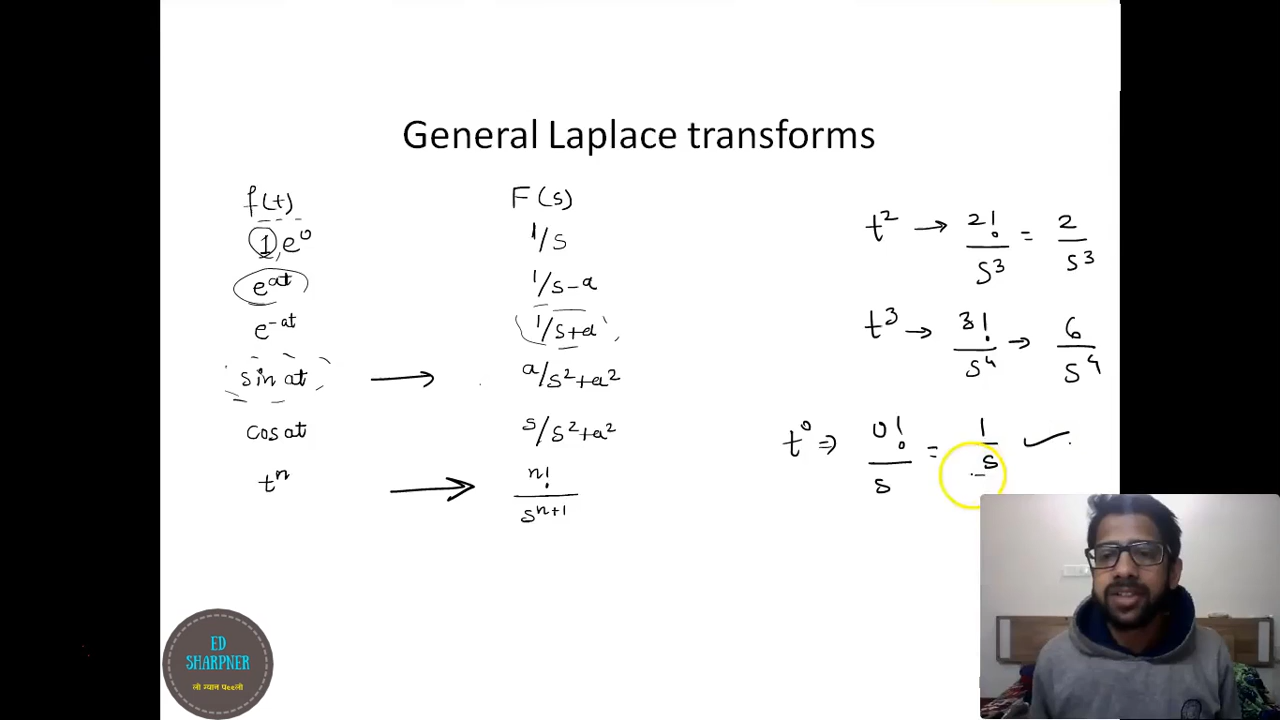 General Laplace transforms
f(t) F(s)
1, e⁰ 1/s
e^at 1/s-a
e^-at 1/s+a
sin at → a/s²+a²
cos at s/s²+a²
tⁿ → n!/s^n+1
t² → 2!/s³ = 2/s³
t³ → 3!/s⁴ → 6/s⁴
t⁰ ⇒ 0!/s = 1/s ✓
ED
SHARPNER
लो ग्यान पeeलो